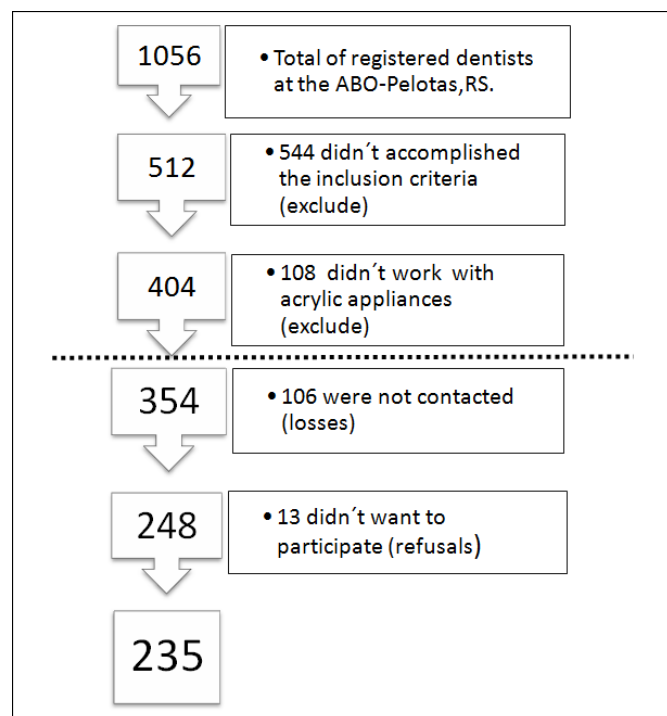 1056
• Total of registered dentists
at the ABO-Pelotas,RS.
512
• 544 didn´t accomplished
the inclusion criteria
(exclude)
404
• 108 didn´t work with
acrylic appliances
(exclude)
354
• 106 were not contacted
(losses)
248
• 13 didn´t want to
participate (refusals)
235